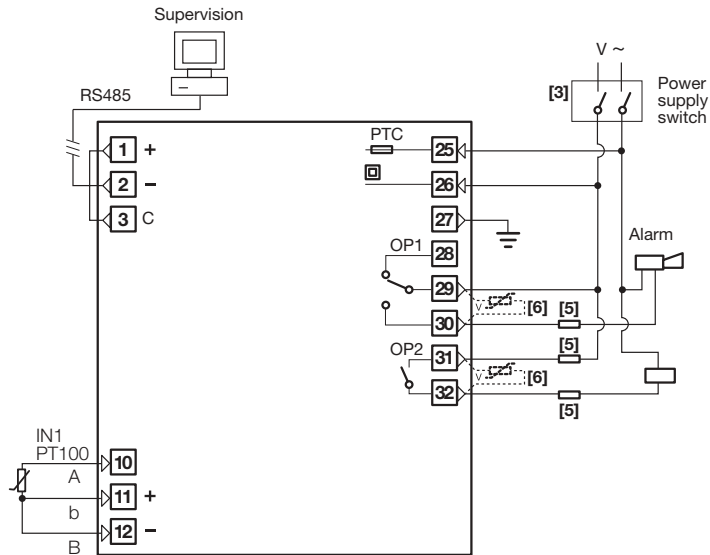 Supervision
RS485
V ~
[3]
Power
supply
switch
1 +
2 -
3 C
PTC
25
26
27
OP1
28
29
30
OP2
31
32
Alarm
V
[6]
[5]
[5]
V
[6]
[5]
IN1
PT100
A
10
b
11 +
B
12 -